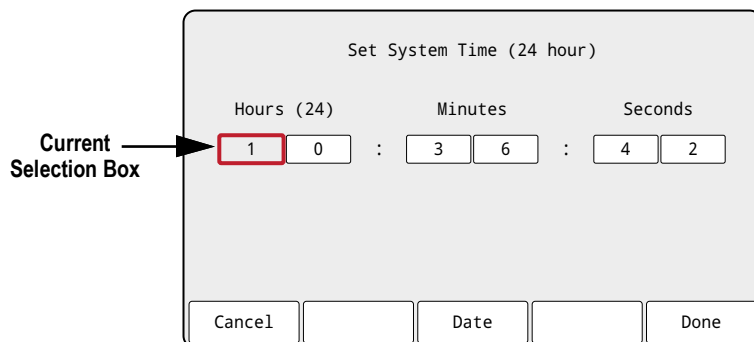 Set System Time (24 hour)
Hours (24) Minutes Seconds
Current
Selection Box
1 0 : 3 6 : 4 2
Cancel Date Done